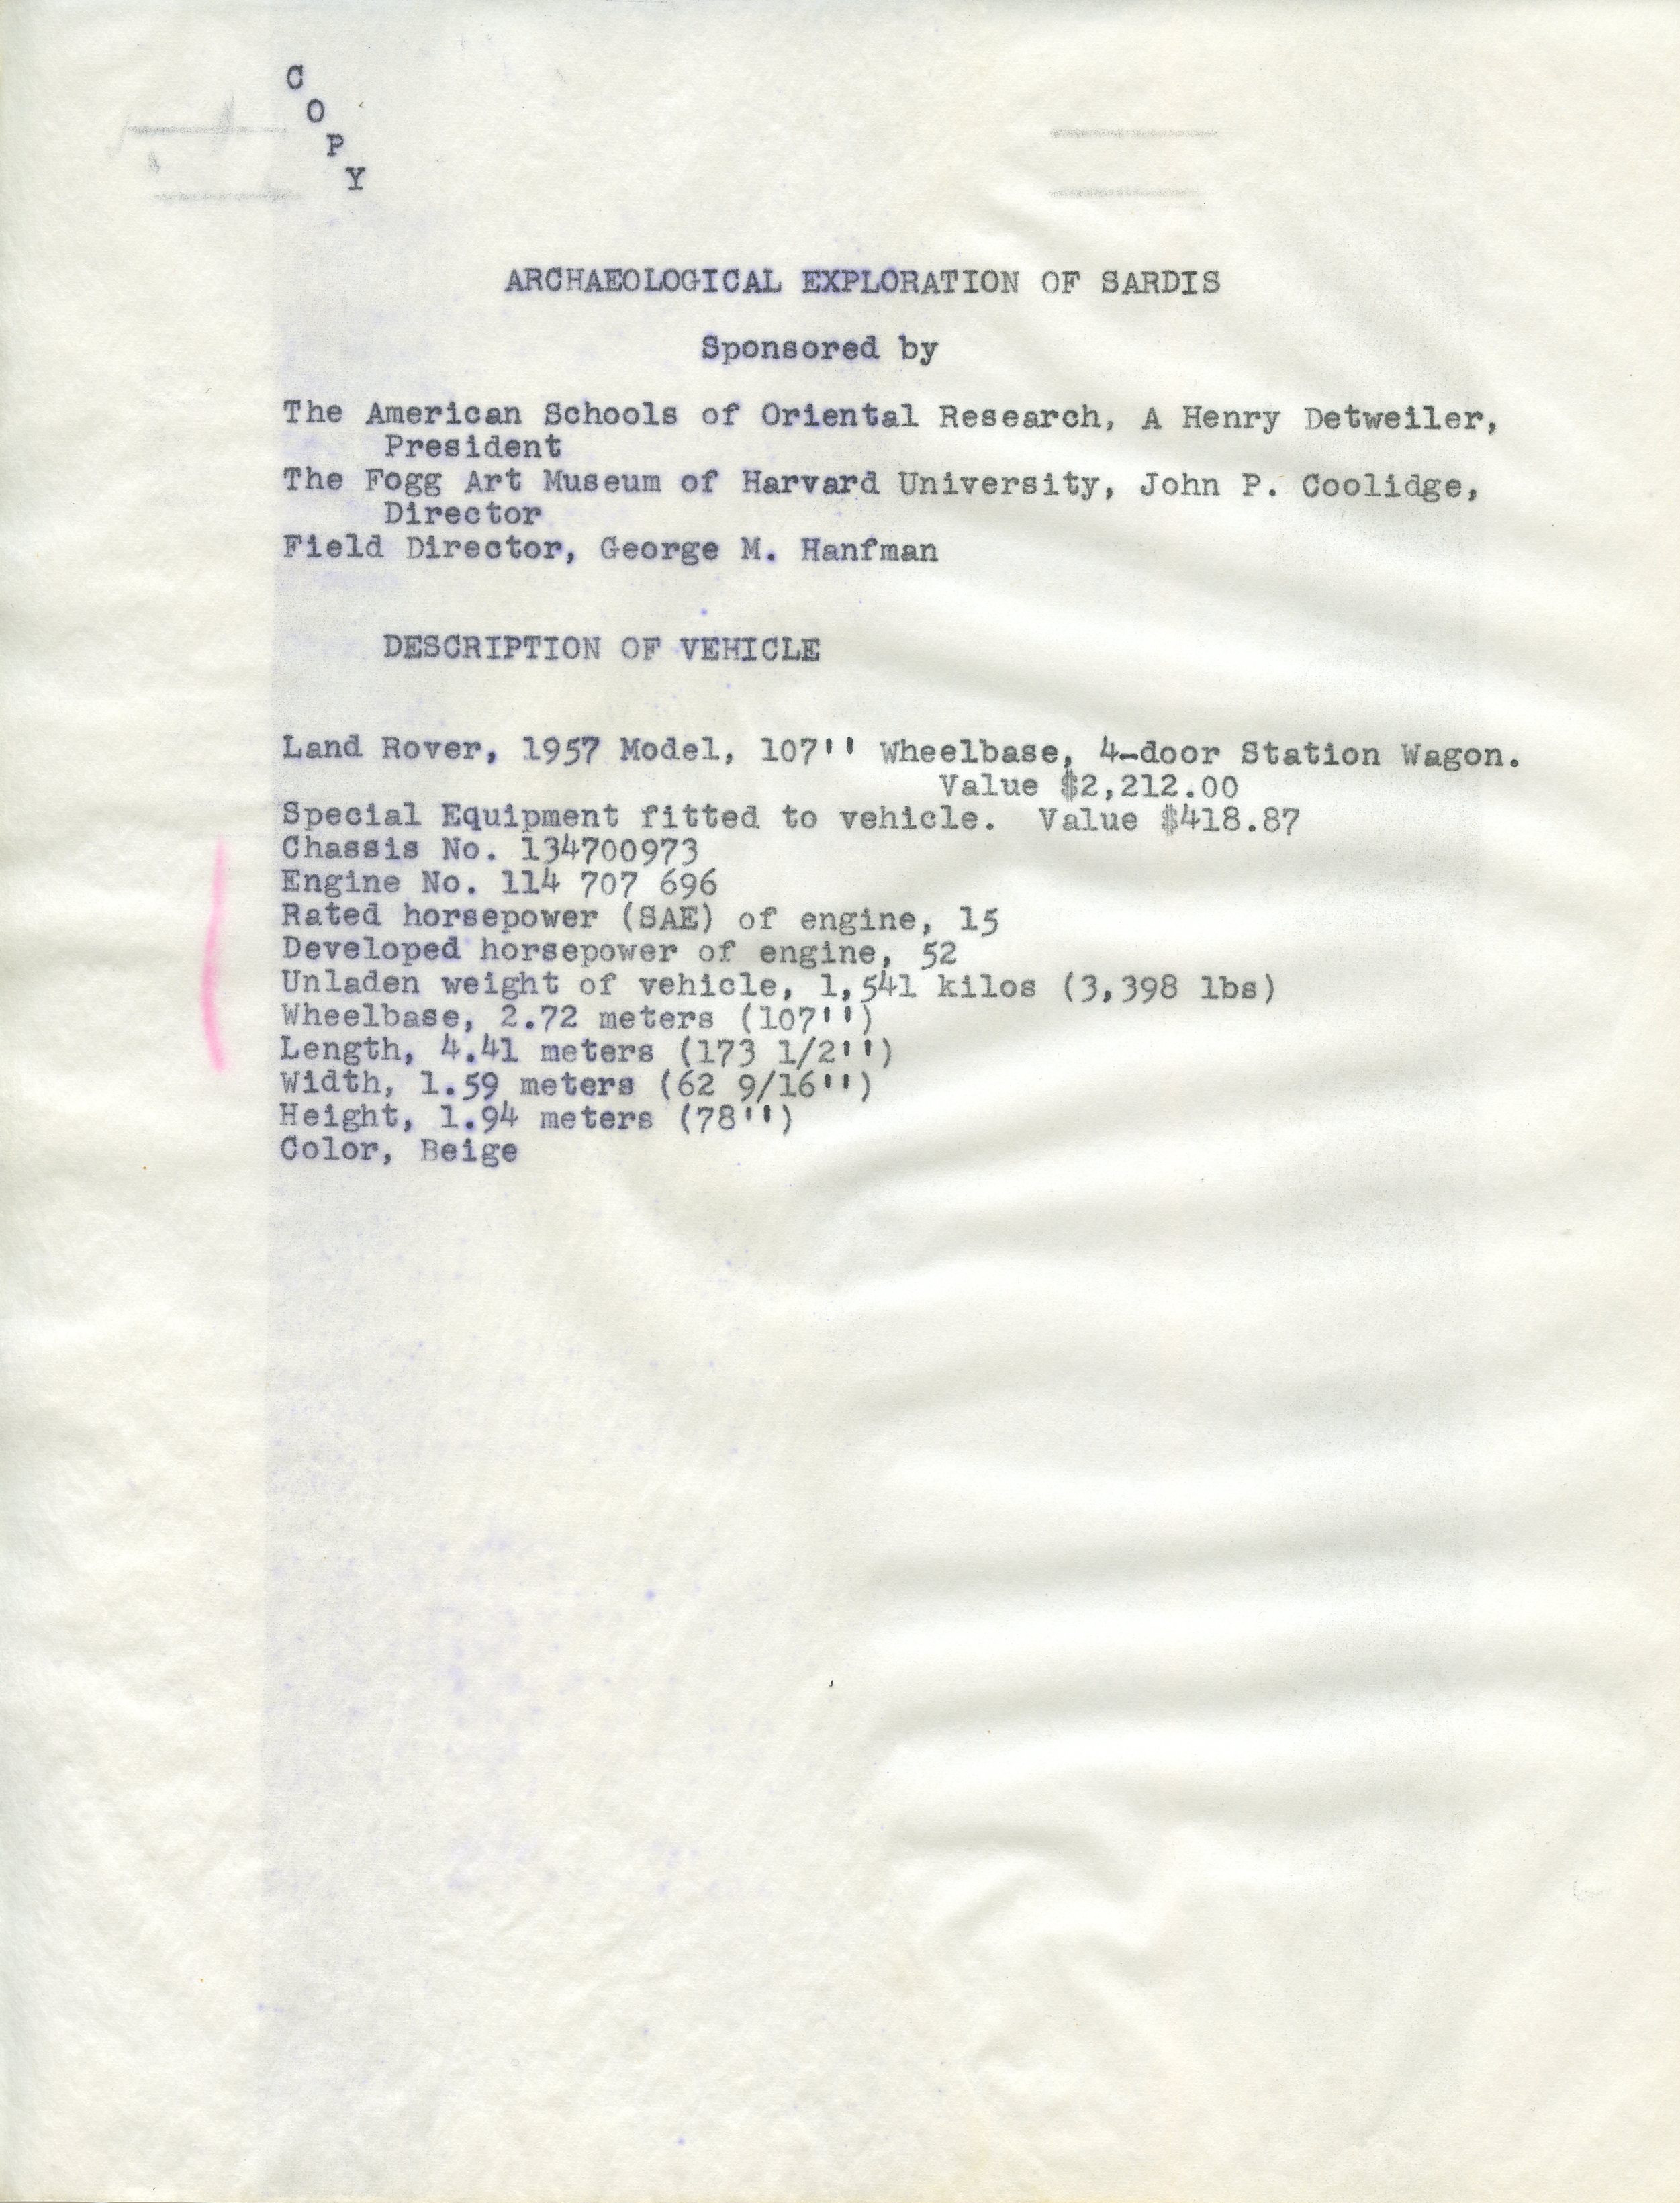 C
O
P
Y
ARCHAEOLOGICAL EXPLORATION OF SARDIS
Sponsored by
The American Schools of Oriental Research, A Henry Detweiler,
President
The Fogg Art Museum of Harvard University, John P. Coolidge,
Director
Field Director, George M. Hanfman
DESCRIPTION OF VEHICLE
Land Rover, 1957 Model, 107'' Wheelbase, 4-door Station Wagon.
Value $2,212.00
Special Equipment fitted to vehicle. Value $418.87
Chassis No. 134700973
Engine No. 114 707 696
Rated horsepower (SAE) of engine, 15
Developed horsepower of engine, 52
Unladen weight of vehicle, 1,541 kilos (3,398 lbs)
Wheelbase, 2.72 meters (107'')
Length, 4.41 meters (173 1/2'')
Width, 1.59 meters (62 9/16'')
Height, 1.94 meters (78'')
Color, Beige